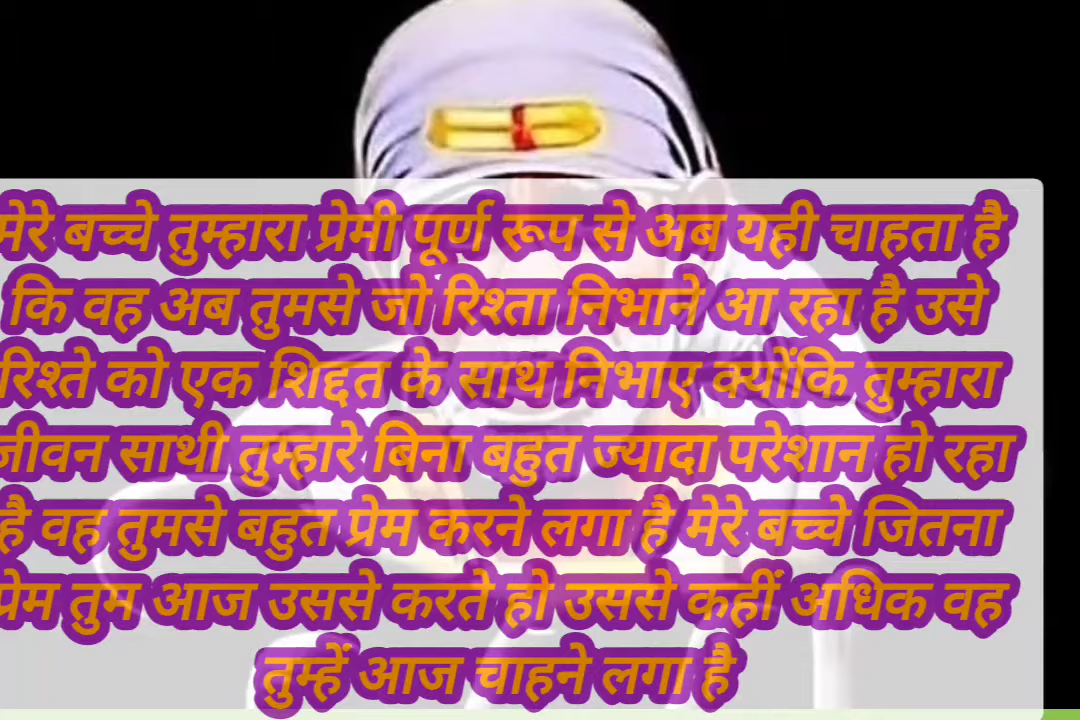 मेरे बच्चे तुम्हारा प्रेमी पूर्ण रूप से अब यही चाहता है
कि वह अब तुमसे जो रिश्ता निभाने आ रहा है उसे
रिश्ते को एक शिद्दत के साथ निभाए क्योंकि तुम्हारा
जीवन साथी तुम्हारे बिना बहुत ज्यादा परेशान हो रहा
है वह तुमसे बहुत प्रेम करने लगा है मेरे बच्चे जितना
प्रेम तुम आज उससे करते हो उससे कहीं अधिक वह
तुम्हें आज चाहने लगा है